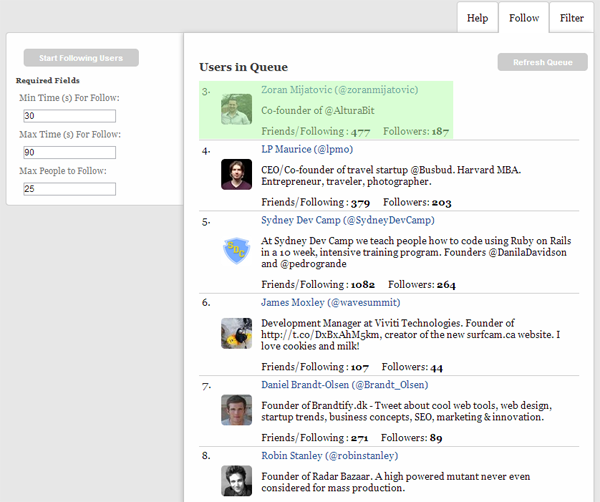 Help
Follow
Filter
Start Following Users
Required Fields
Min Time (s) For Follow:
30
Max Time (s) For Follow:
90
Max People to Follow:
25
Users in Queue
Refresh Queue
3.
Zoran Mijatovic (@zoranmijatovic)
Co-founder of @AlturaBit
Friends/Following : 477 Followers: 187
4.
LP Maurice (@lpmo)
CEO/Co-founder of travel startup @Busbud. Harvard MBA.
Entrepreneur, traveler, photographer.
Friends/Following : 379 Followers: 203
5.
Sydney Dev Camp (@SydneyDevCamp)
SDC
At Sydney Dev Camp we teach people how to code using Ruby on Rails
in a 10 week, intensive training program. Founders @DanilaDavidson
and @pedrogrande
Friends/Following : 1082 Followers: 264
6.
James Moxley (@wavesummit)
Development Manager at Viviti Technologies. Founder of
http://t.co/DxBxAhM5km, creator of the new surfcam.ca website. I
love cookies and milk!
Friends/Following : 107 Followers: 44
7.
Daniel Brandt-Olsen (@Brandt_Olsen)
Founder of Brandtify.dk - Tweet about cool web tools, web design,
startup trends, business concepts, SEO, marketing & innovation.
Friends/Following : 271 Followers: 89
8.
Robin Stanley (@robinstanley)
Founder of Radar Bazaar. A high powered mutant never even
considered for mass production.